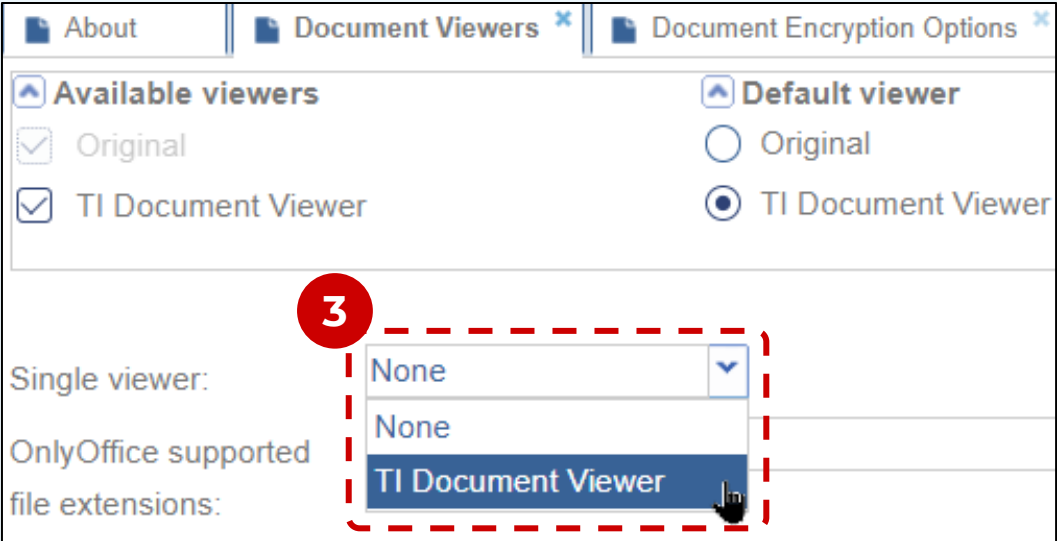 About
Document Viewers
Document Encryption Options
Available viewers
Default viewer
Original
Original
TI Document Viewer
TI Document Viewer
3
Single viewer:
None
None
OnlyOffice supported
file extensions:
TI Document Viewer